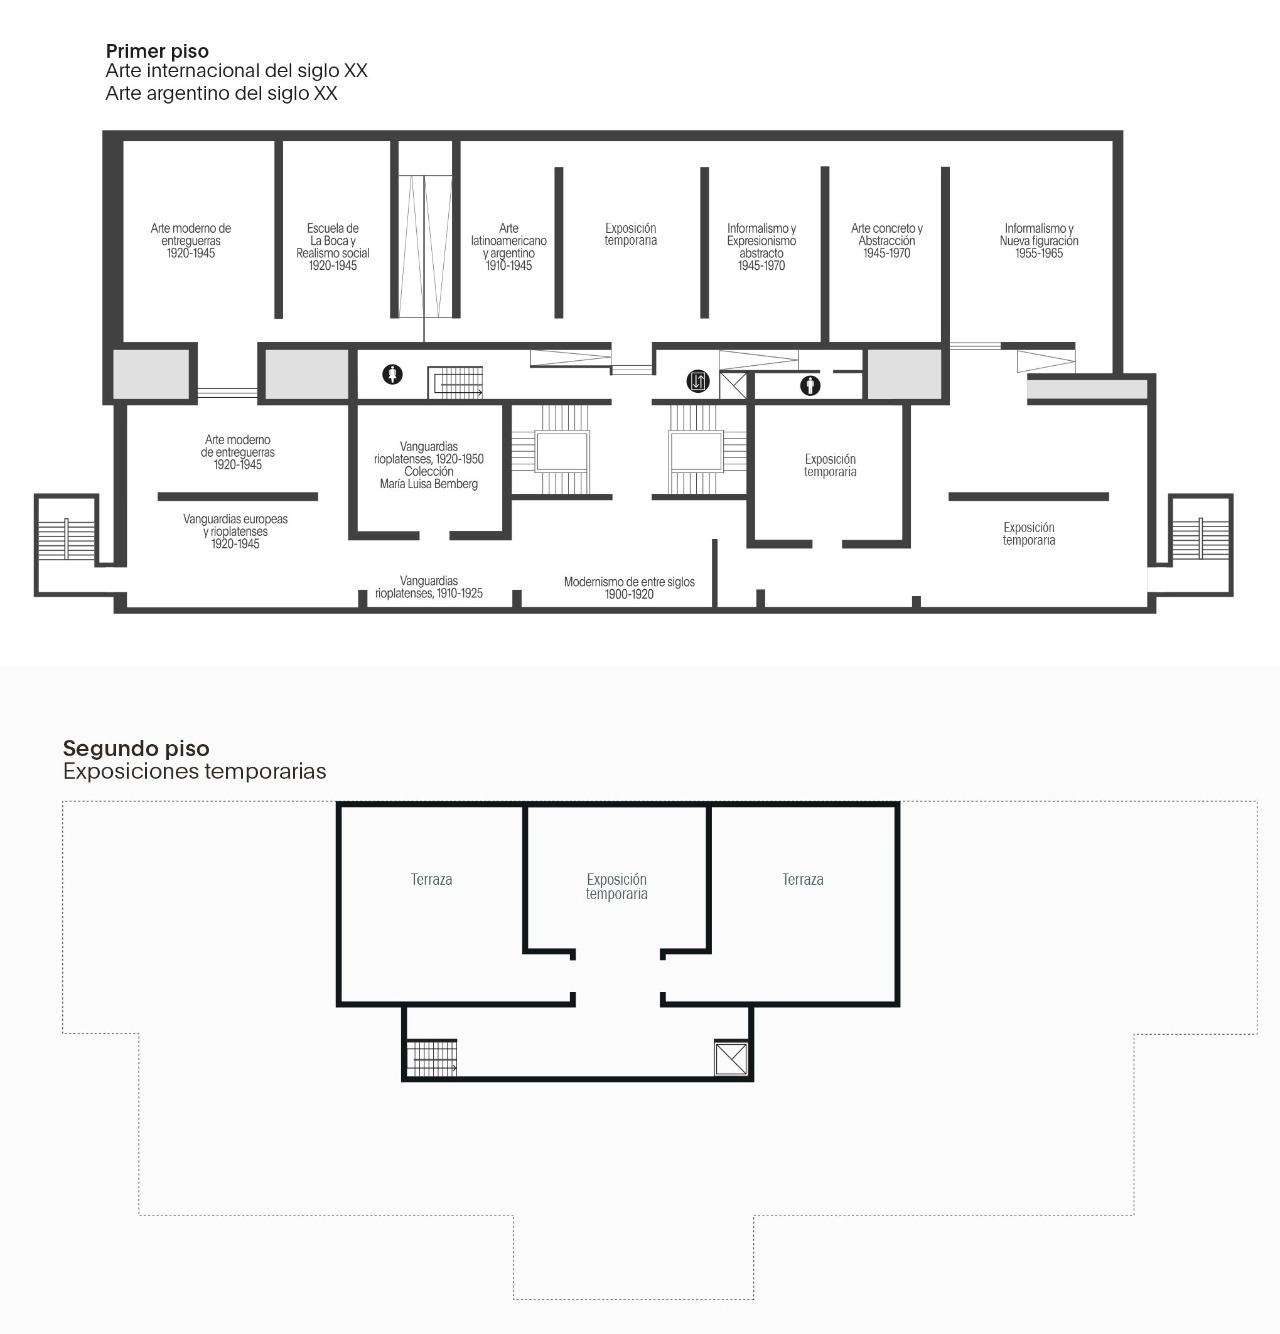 Primer piso
Arte internacional del siglo XX
Arte argentino del siglo XX
Arte moderno de
entreguerras
1920-1945
Escuela de
La Boca y
Realismo social
1920-1945
Arte
latinoamericano
y argentino
1910-1945
Exposición
temporaria
Informalismo y
Expresionismo
abstracto
1945-1970
Arte concreto y
Abstracción
1945-1970
Informalismo y
Nueva figuración
1955-1965
Arte moderno
de entreguerras
1920-1945
Vanguardias
rioplatenses, 1920-1950
Colección
María Luisa Bemberg
Exposición
temporaria
Vanguardias europeas
y rioplatenses
1920-1945
Exposición
temporaria
Vanguardias
rioplatenses, 1910-1925
Modernismo de entre siglos
1900-1920
Segundo piso
Exposiciones temporarias
Terraza
Exposición
temporaria
Terraza